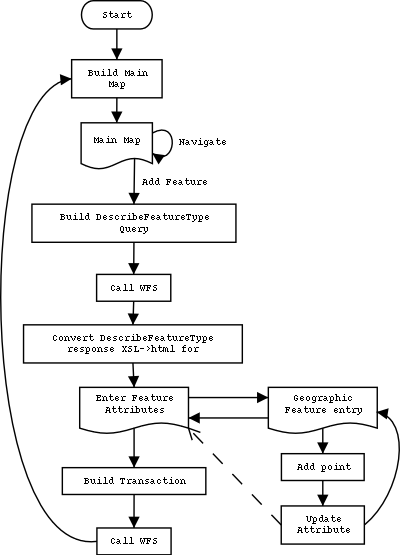 Start
Build Main
Map
Main Map
Navigate
Add Feature
Build DescribeFeatureType
Query
Call WFS
Convert DescribeFeatureType
response XSL->html for
Enter Feature
Attributes
Geographic
Feature entry
Add point
Build Transaction
Update
Attribute
Call WFS